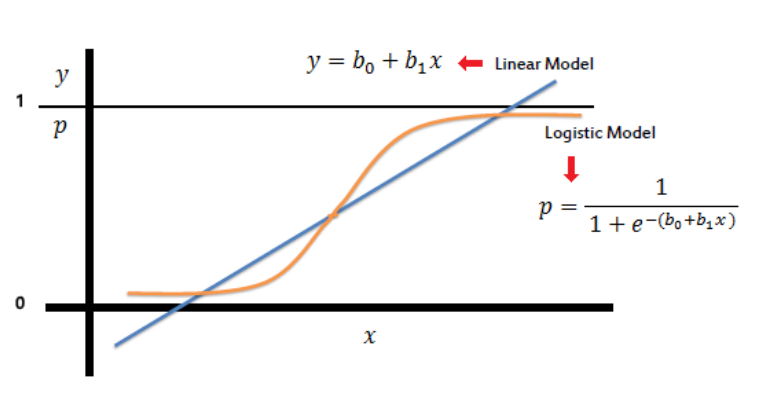 y = b₀ + b₁x
Linear Model
y
1
p
Logistic Model
p = 1 / (1 + e^−(b₀+b₁x))
0
x